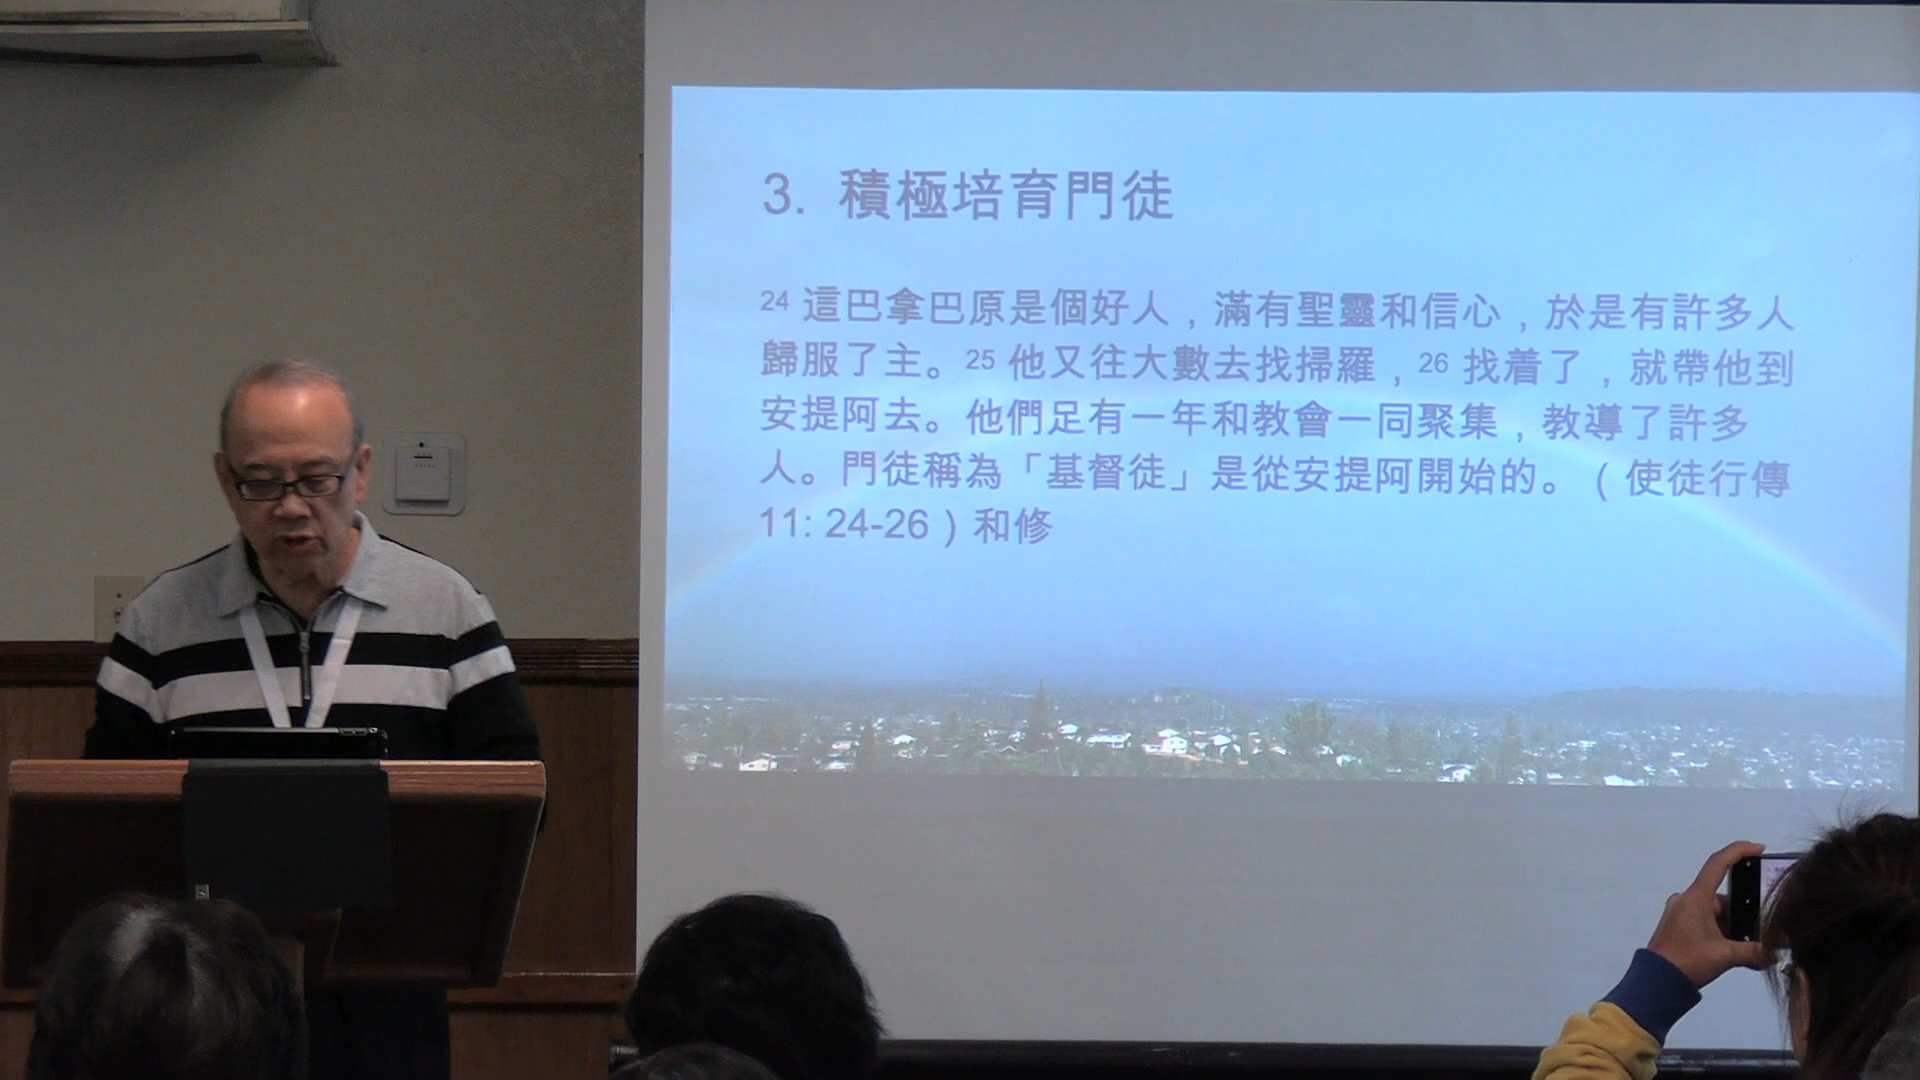 3. 積極培育門徒
24 這巴拿巴原是個好人，滿有聖靈和信心，於是有許多人
歸服了主。25 他又往大數去找掃羅，26 找着了，就帶他到
安提阿去。他們足有一年和教會一同聚集，教導了許多
人。門徒稱為「基督徒」是從安提阿開始的。（使徒行傳
11: 24-26）和修